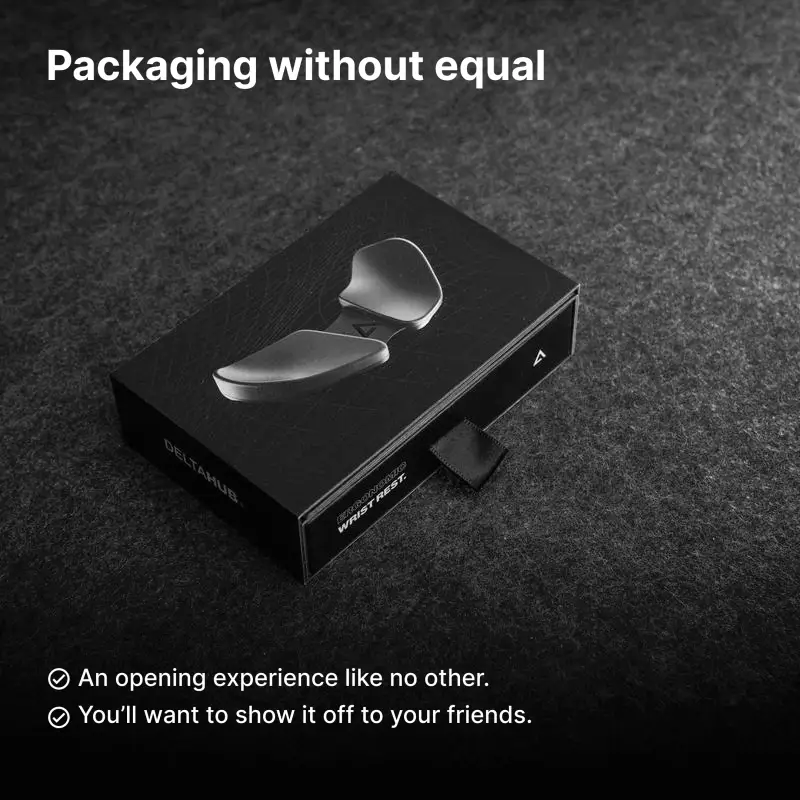 Packaging without equal
DELTAHUB.
ERGONOMIC
WRIST REST.
An opening experience like no other.
You’ll want to show it off to your friends.